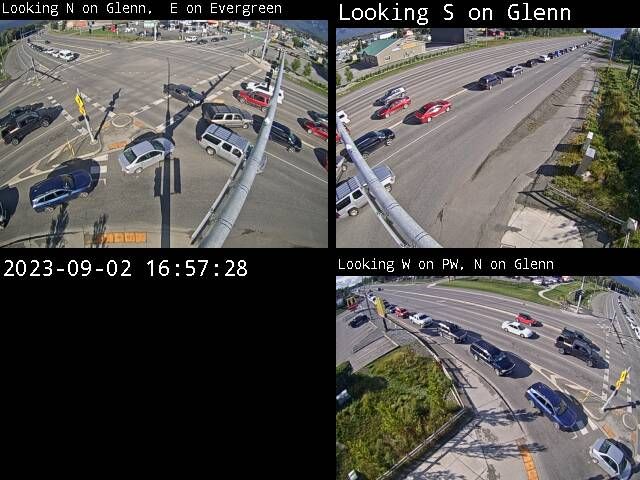 Looking N on Glenn, E on Evergreen
Looking S on Glenn
2023-09-02 16:57:28
Looking W on PW, N on Glenn